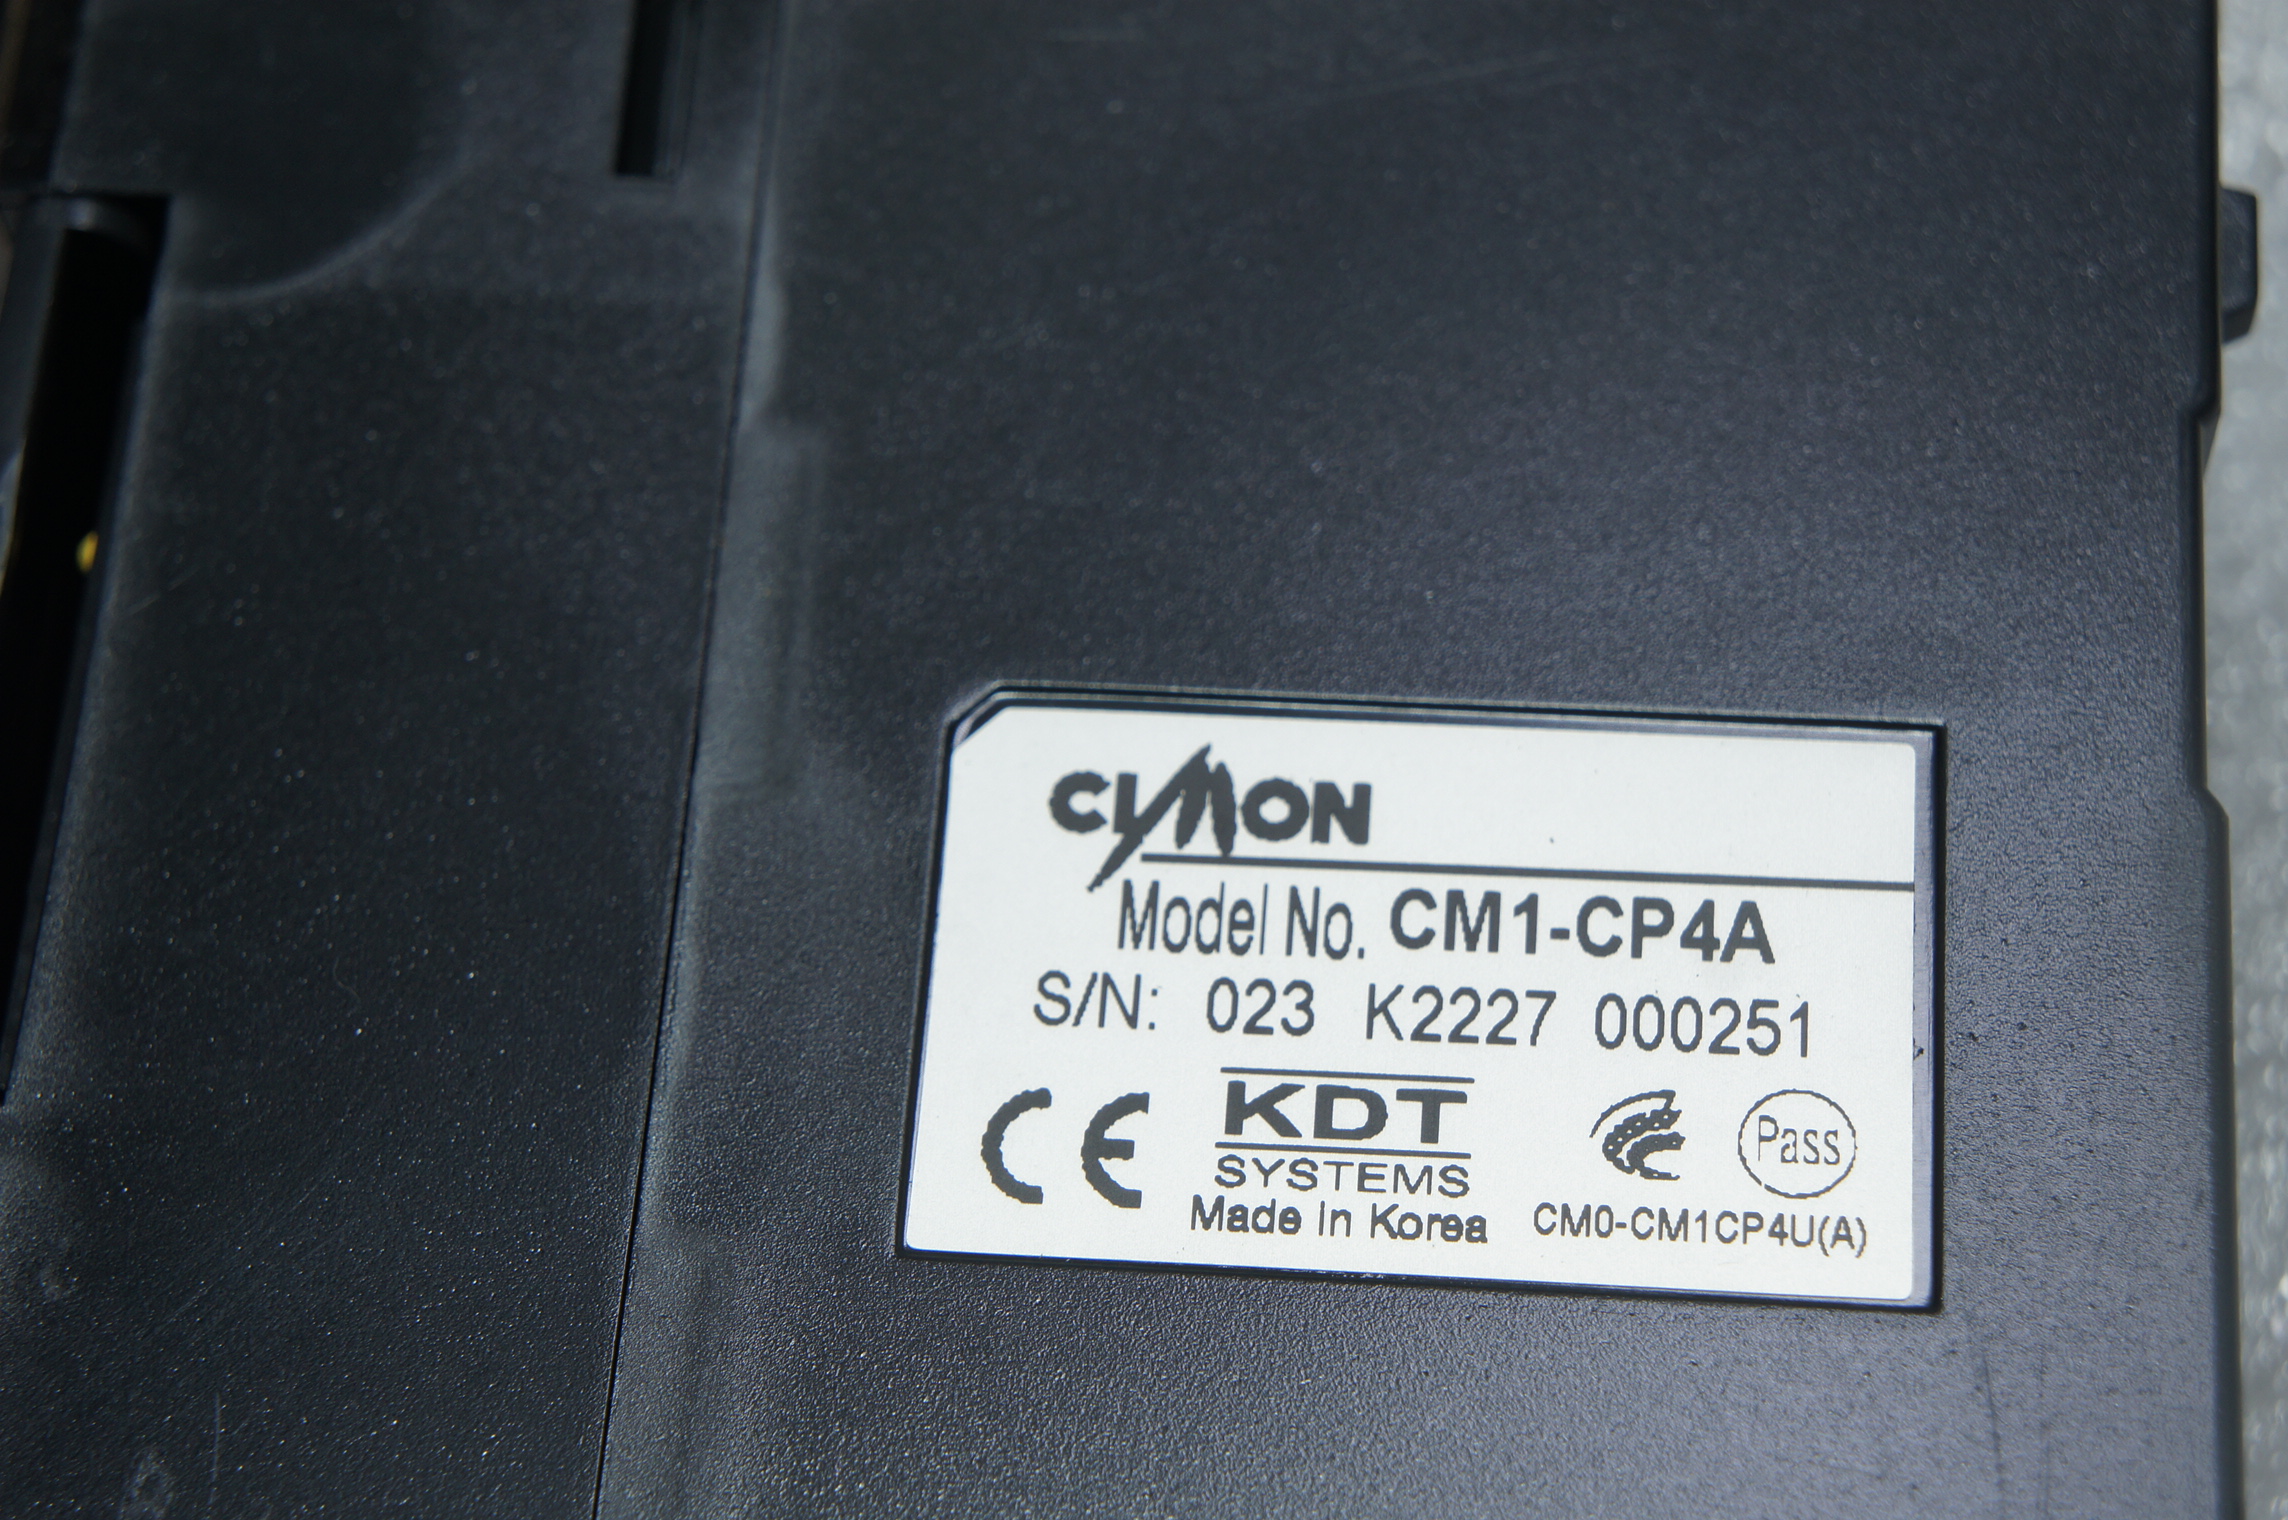 CIMON
Model No. CM1-CP4A
S/N: 023 K2227 000251
CE
KDT
SYSTEMS
Made in Korea
Pass
CM0-CM1CP4U(A)